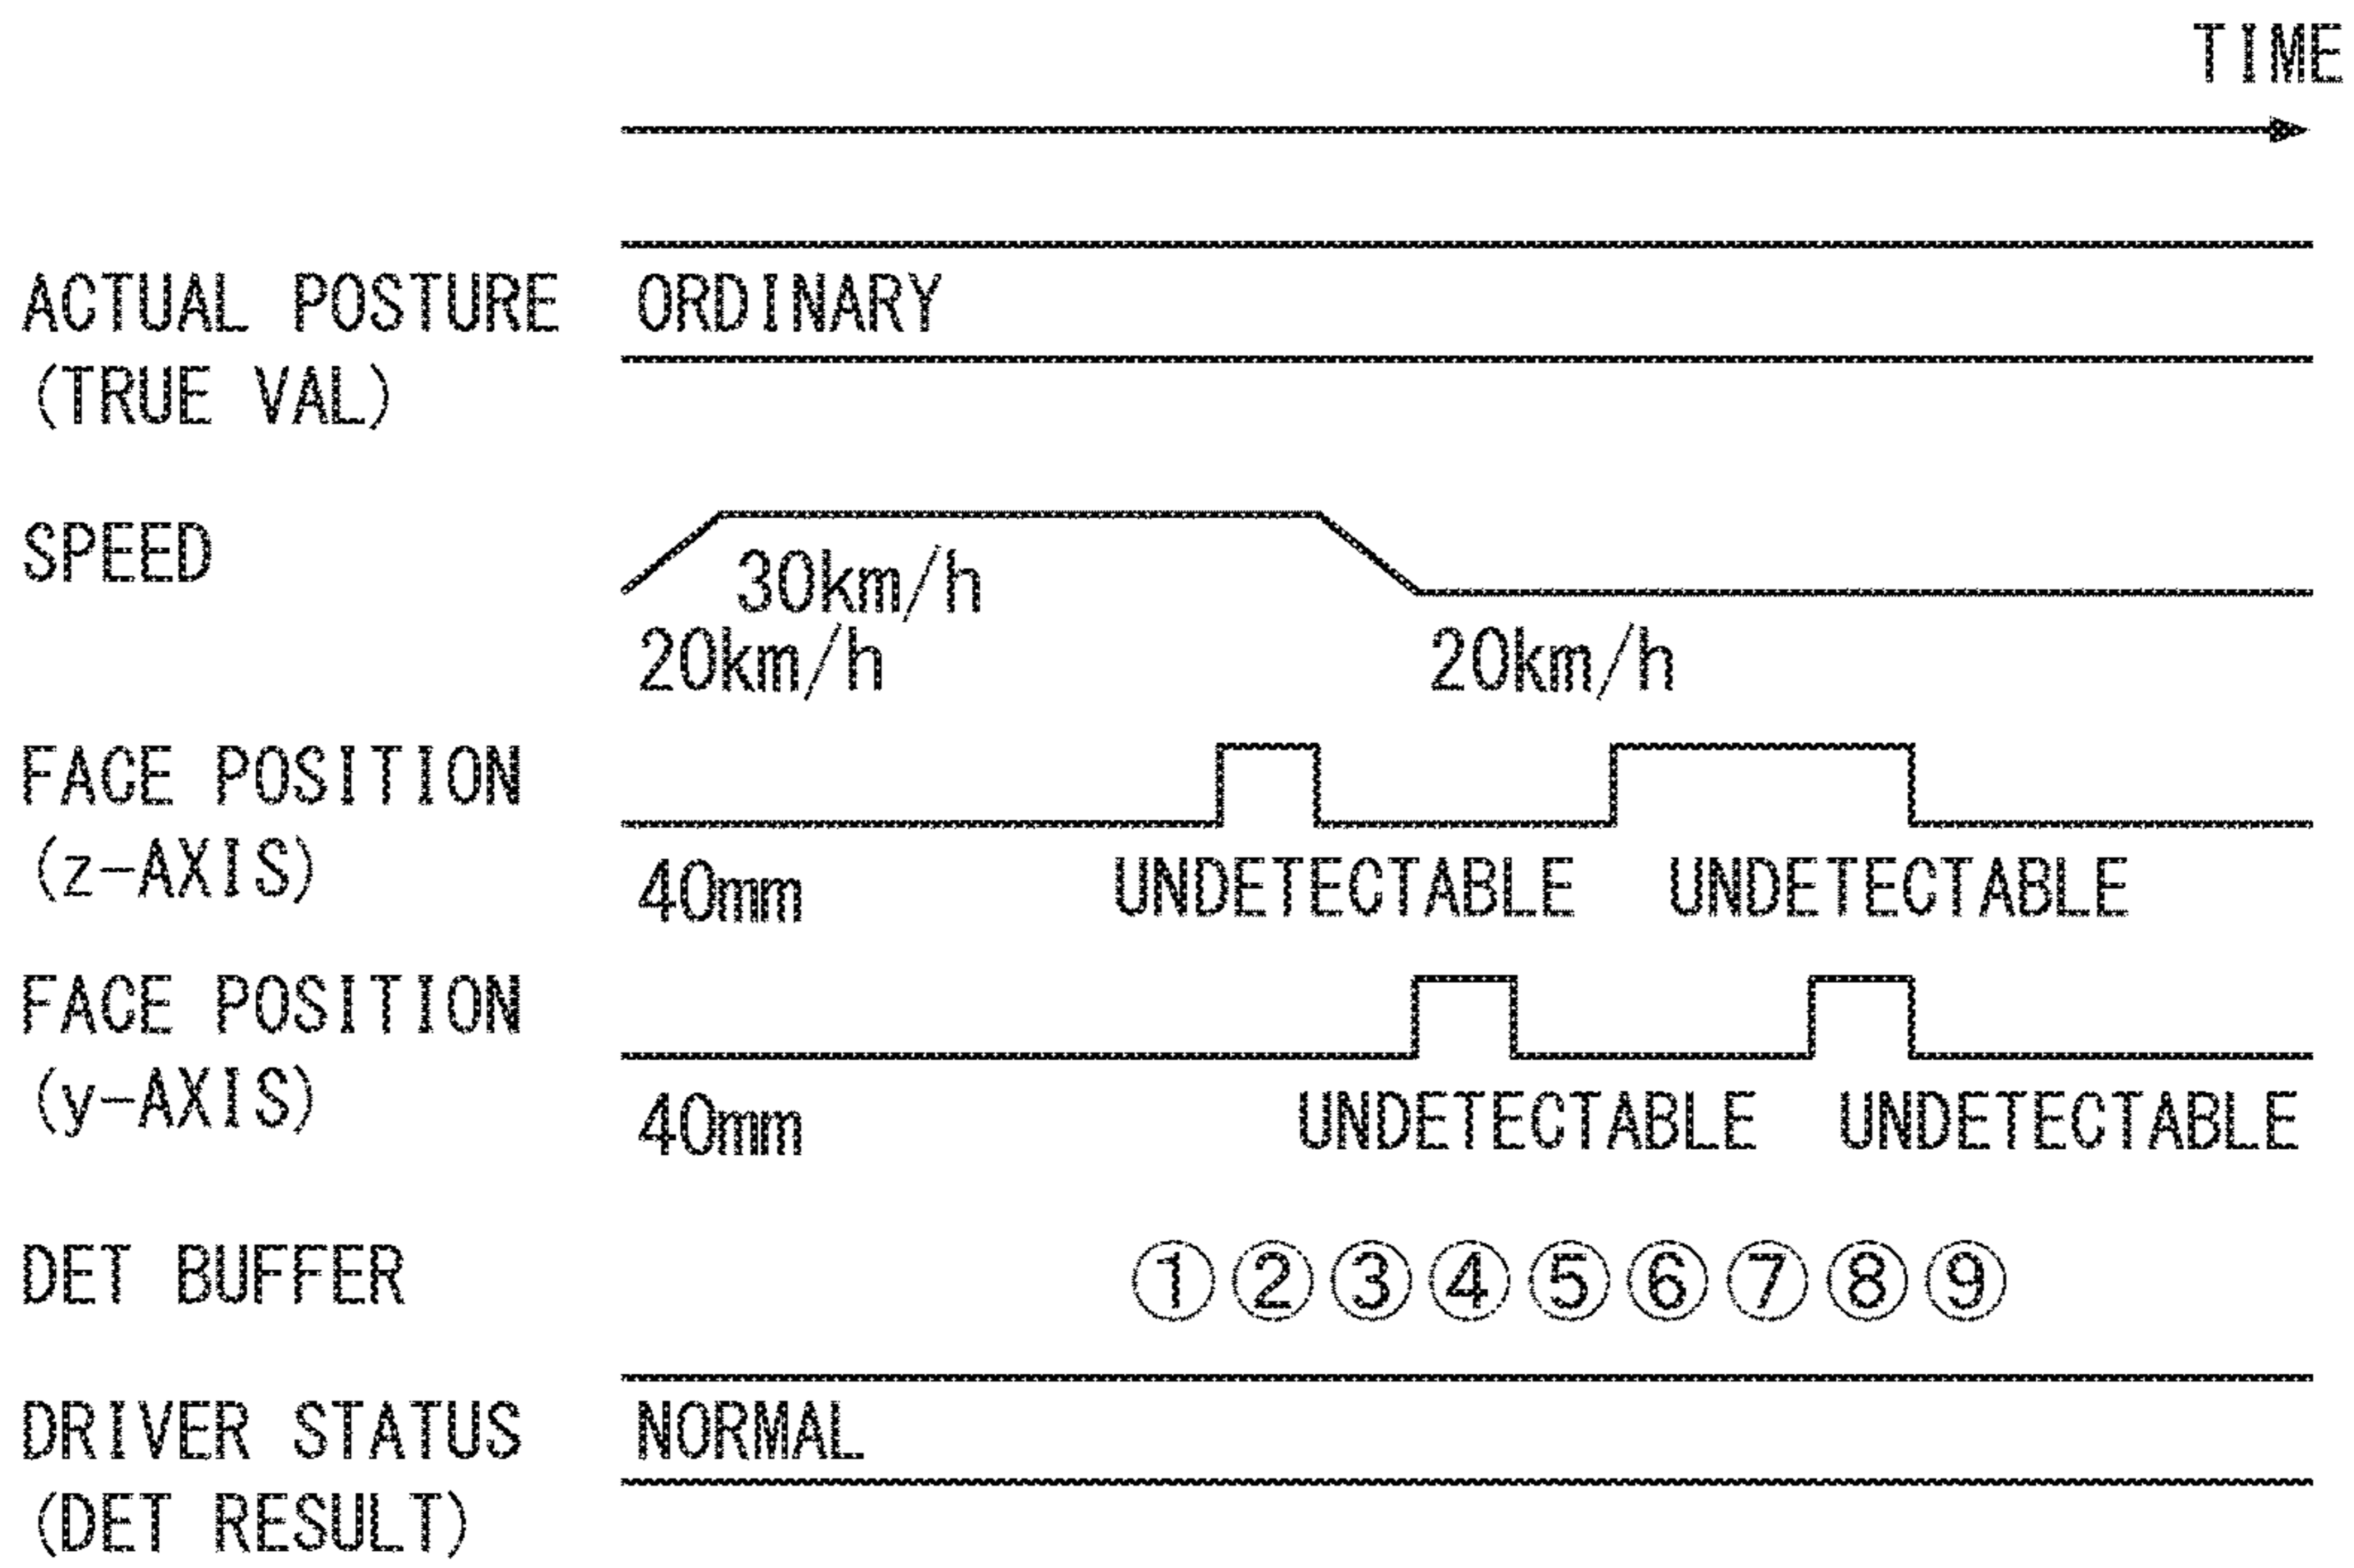 TIME
ACTUAL POSTURE ORDINARY
(TRUE VAL)
SPEED 30km/h
20km/h 20km/h
FACE POSITION
(z-AXIS) 40mm UNDETECTABLE UNDETECTABLE
FACE POSITION
(y-AXIS) 40mm UNDETECTABLE UNDETECTABLE
DET BUFFER ①②③④⑤⑥⑦⑧⑨
DRIVER STATUS NORMAL
(DET RESULT)